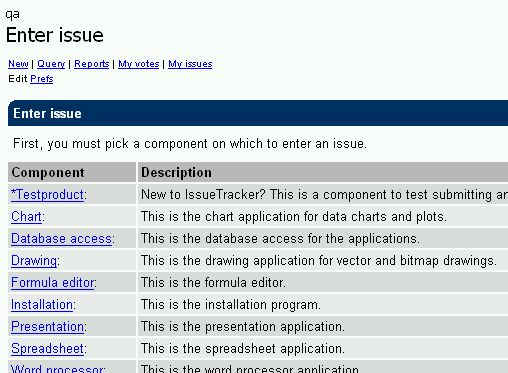 qa
Enter issue
New | Query | Reports | My votes | My issues
Edit Prefs
Enter issue
First, you must pick a component on which to enter an issue.
Component Description
*Testproduct: New to IssueTracker? This is a component to test submitting an
Chart: This is the chart application for data charts and plots.
Database access: This is the database access for the applications.
Drawing: This is the drawing application for vector and bitmap drawings.
Formula editor: This is the formula editor.
Installation: This is the installation program.
Presentation: This is the presentation application.
Spreadsheet: This is the spreadsheet application.
Word processor: This is the word processor application.